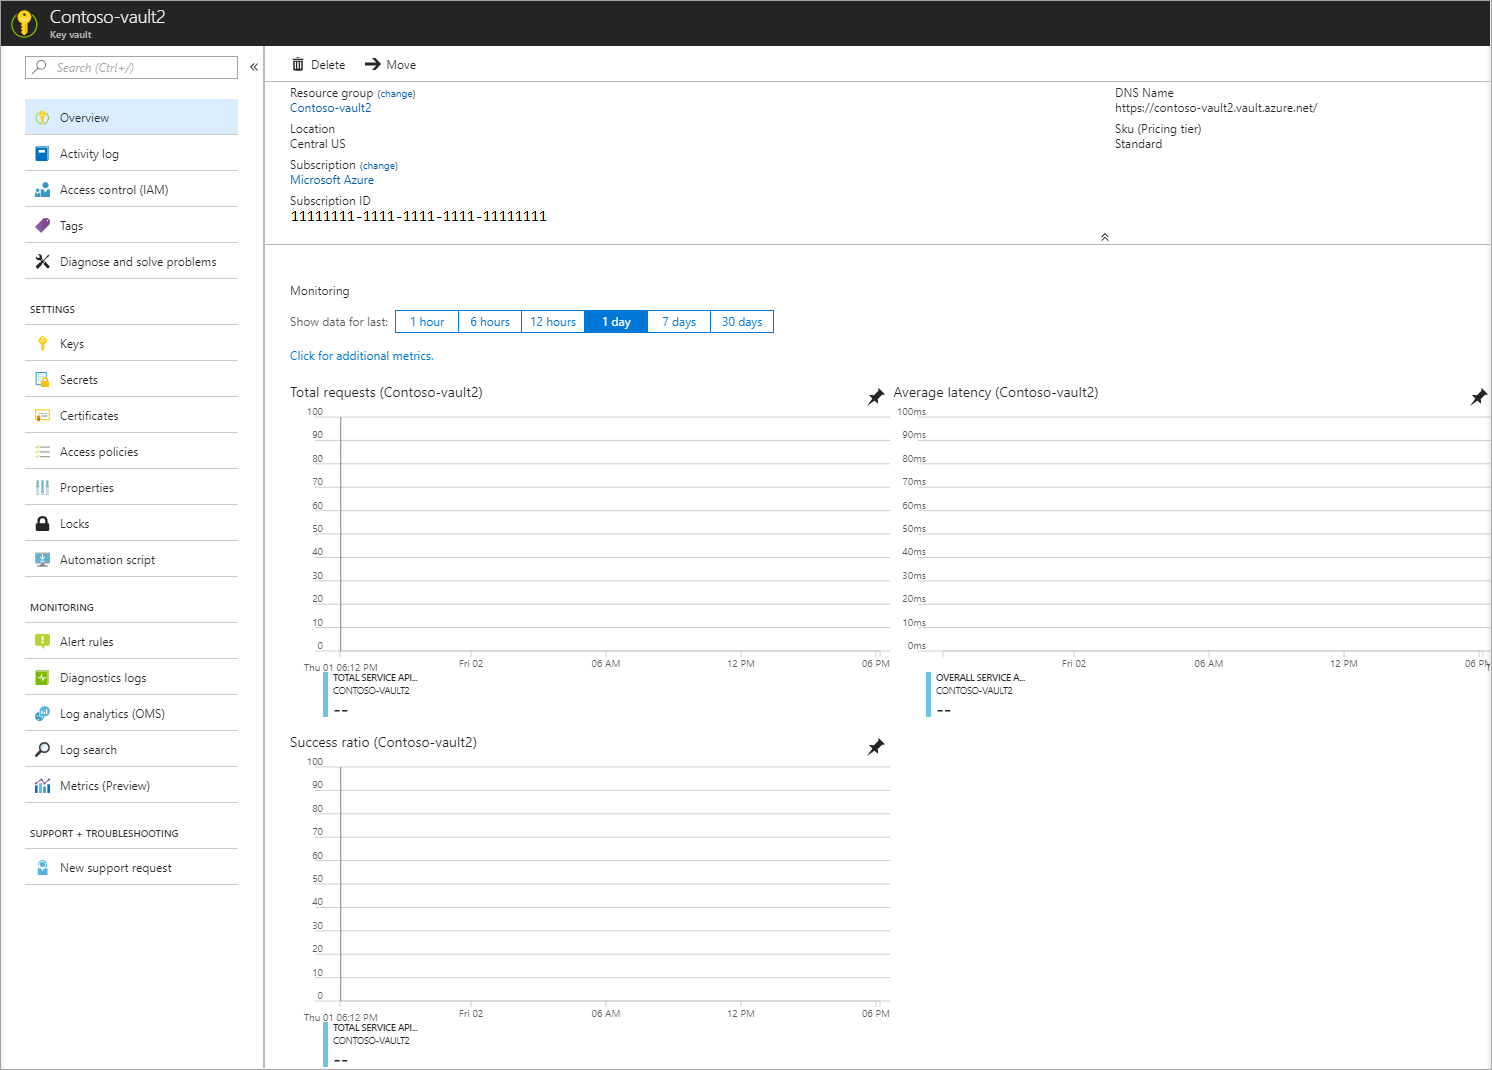 Contoso-vault2
Key vault
Search (Ctrl+/)
«
Overview
Activity log
Access control (IAM)
Tags
Diagnose and solve problems
SETTINGS
Keys
Secrets
Certificates
Access policies
Properties
Locks
Automation script
MONITORING
Alert rules
Diagnostics logs
Log analytics (OMS)
Log search
Metrics (Preview)
SUPPORT + TROUBLESHOOTING
New support request
Delete Move
Resource group (change)
Contoso-vault2
Location
Central US
Subscription (change)
Microsoft Azure
Subscription ID
11111111-1111-1111-1111-11111111
DNS Name
https://contoso-vault2.vault.azure.net/
Sku (Pricing tier)
Standard
Monitoring
Show data for last: 1 hour 6 hours 12 hours 1 day 7 days 30 days
Click for additional metrics.
Total requests (Contoso-vault2)
100
90
80
70
60
50
40
30
20
10
0
Thu 01 06:12 PM Fri 02 06 AM 12 PM 06 PM
TOTAL SERVICE API...
CONTOSO-VAULT2
--
Average latency (Contoso-vault2)
100ms
90ms
80ms
70ms
60ms
50ms
40ms
30ms
20ms
10ms
0ms
Fri 02 06 AM 12 PM 06 PM
OVERALL SERVICE A...
CONTOSO-VAULT2
--
Success ratio (Contoso-vault2)
100
90
80
70
60
50
40
30
20
10
0
Thu 01 06:12 PM Fri 02 06 AM 12 PM 06 PM
TOTAL SERVICE API...
CONTOSO-VAULT2
--